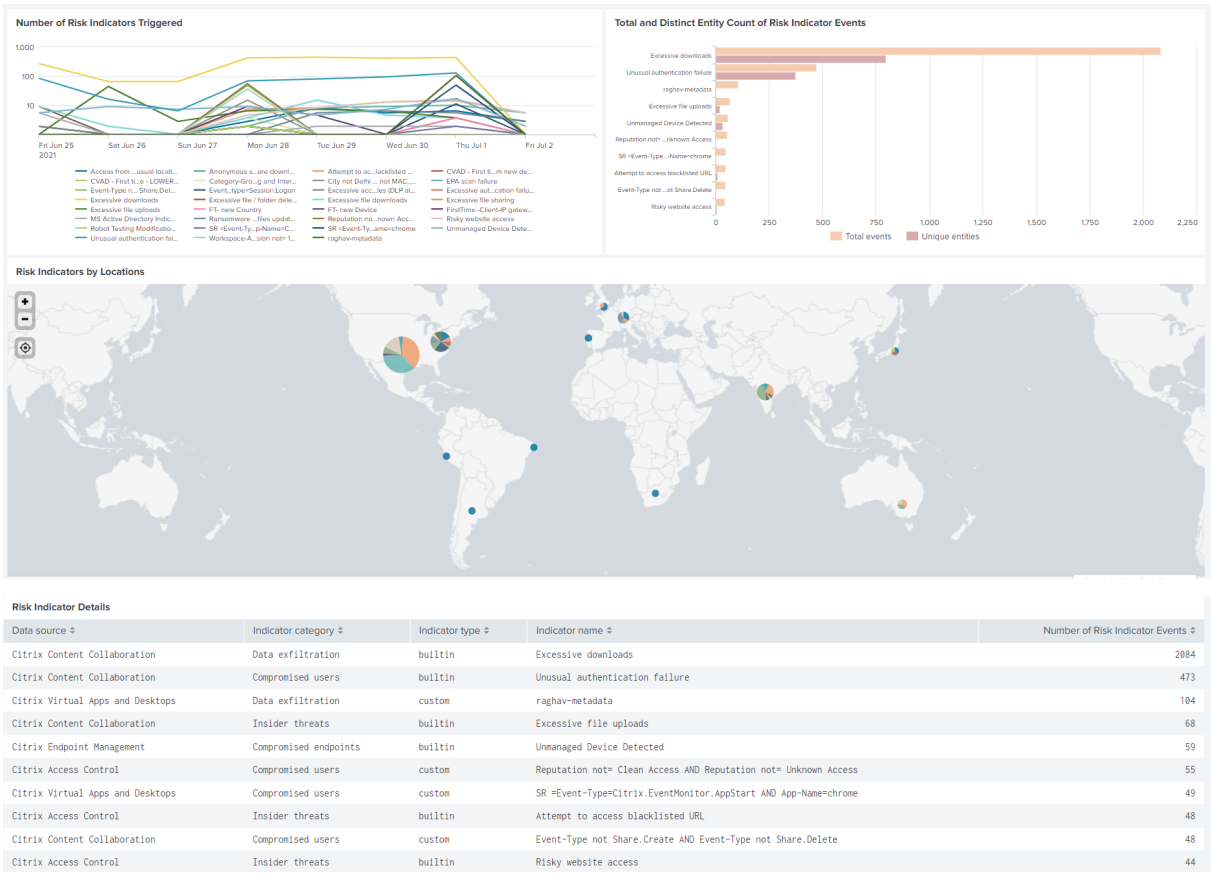 Number of Risk Indicators Triggered
1,000
100
10
Fri Jun 25
2021
Sat Jun 26
Sun Jun 27
Mon Jun 28
Tue Jun 29
Wed Jun 30
Thu Jul 1
Fri Jul 2
Access from ...usual locati...
Anonymous s...are downl...
Attempt to ac...lacklisted ...
CVAD - First ti...m new de...
CVAD - First ti...e - LOWER...
Category-Gro...g and Inter...
City not Delhi ... not MAC,...
EPA scan failure
Event-Type n... Share.Del...
Event_type=Session.Logon
Excessive acc...les (DLP al...
Excessive aut...cation failu...
Excessive downloads
Excessive file / folder dele...
Excessive file downloads
Excessive file sharing
Excessive file uploads
FT- new Country
FT- new Device
FirstTime -Client-IP gatew...
MS Active Directory Indic...
Ransomware ...files updat...
Reputation no...nown Acc...
Risky website access
Robot Testing Modificatio...
SR =Event-Ty...p-Name=C...
SR =Event-Ty...ame=chrome
Unmanaged Device Dete...
Unusual authentication fai...
Workspace-A...sion not= 1...
raghav-metadata
Total and Distinct Entity Count of Risk Indicator Events
Excessive downloads
Unusual authentication failure
raghav-metadata
Excessive file uploads
Unmanaged Device Detected
Reputation not= ...nknown Access
SR =Event-Type...-Name=chrome
Attempt to access blacklisted URL
Event-Type not ...ot Share.Delete
Risky website access
0 250 500 750 1,000 1,250 1,500 1,750 2,000 2,250
Total events Unique entities
Risk Indicators by Locations
+
−
Risk Indicator Details
Data source Indicator category Indicator type Indicator name Number of Risk Indicator Events
Citrix Content Collaboration Data exfiltration builtin Excessive downloads 2084
Citrix Content Collaboration Compromised users builtin Unusual authentication failure 473
Citrix Virtual Apps and Desktops Data exfiltration custom raghav-metadata 104
Citrix Content Collaboration Insider threats builtin Excessive file uploads 68
Citrix Endpoint Management Compromised endpoints builtin Unmanaged Device Detected 59
Citrix Access Control Compromised users custom Reputation not= Clean Access AND Reputation not= Unknown Access 55
Citrix Virtual Apps and Desktops Compromised users custom SR =Event-Type=Citrix.EventMonitor.AppStart AND App-Name=chrome 49
Citrix Access Control Insider threats builtin Attempt to access blacklisted URL 48
Citrix Content Collaboration Compromised users custom Event-Type not Share.Create AND Event-Type not Share.Delete 48
Citrix Access Control Insider threats builtin Risky website access 44